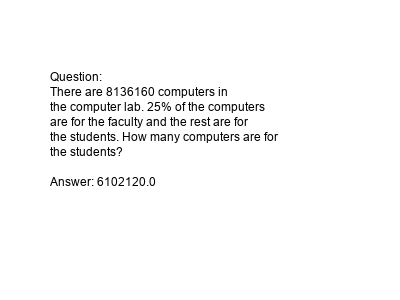 Question:
There are 8136160 computers in
the computer lab. 25% of the computers
are for the faculty and the rest are for
the students. How many computers are for
the students?
Answer: 6102120.0